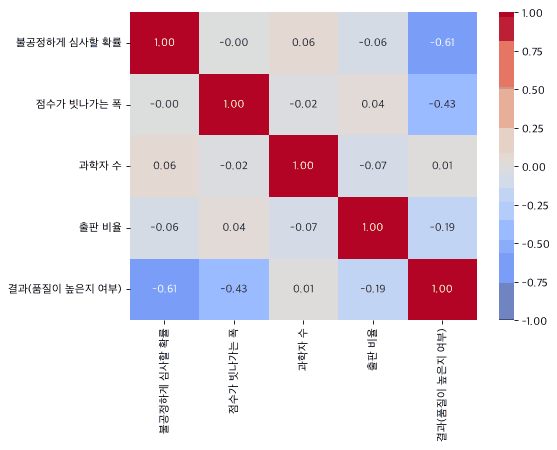 불공정하게 심사할 확률
1.00 -0.00 0.06 -0.06 -0.61
점수가 빗나가는 폭
-0.00 1.00 -0.02 0.04 -0.43
과학자 수
0.06 -0.02 1.00 -0.07 0.01
출판 비율
-0.06 0.04 -0.07 1.00 -0.19
결과(품질이 높은지 여부)
-0.61 -0.43 0.01 -0.19 1.00
불공정하게 심사할 확률
점수가 빗나가는 폭
과학자 수
출판 비율
결과(품질이 높은지 여부)
1.00
0.75
0.50
0.25
0.00
-0.25
-0.50
-0.75
-1.00